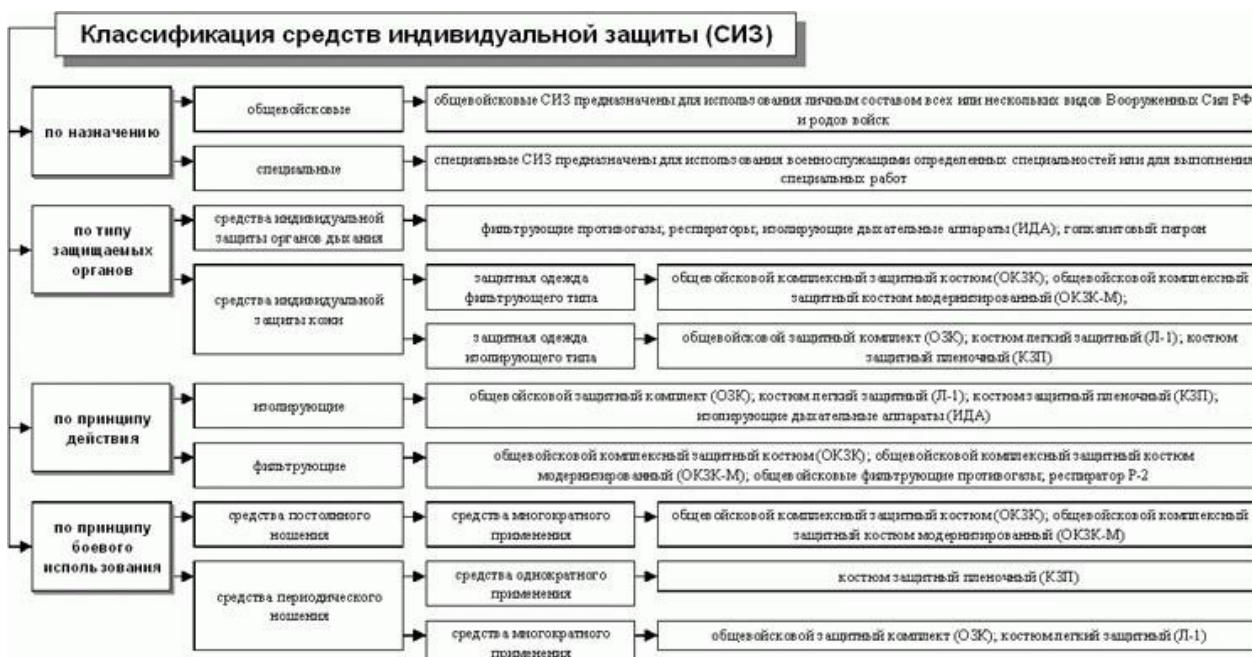 Классификация средств индивидуальной защиты (СИЗ)
по назначению
общевойсковые
общевойсковые СИЗ предназначены для использования личным составом всех или нескольких видов Вооруженных Сил РФ
и родов войск
специальные
специальные СИЗ предназначены для использования военнослужащими определенных специальностей или для выполнения
специальных работ
по типу
защищаемых
органов
средства индивидуальной
защиты органов дыхания
фильтрующие противогазы; респираторы; изолирующие дыхательные аппараты (ИДА); гопкалитовый патрон
средства индивидуальной
защиты кожи
защитная одежда
фильтрующего типа
общевойсковой комплексный защитный костюм (ОКЗК); общевойсковой комплексный
защитный костюм модернизированный (ОКЗК-М);
защитная одежда
изолирующего типа
общевойсковой защитный комплект (ОЗК); костюм легкий защитный (Л-1); костюм
защитный пленочный (КЗП)
по принципу
действия
изолирующие
общевойсковой защитный комплект (ОЗК); костюм легкий защитный (Л-1); костюм защитный пленочный (КЗП);
изолирующие дыхательные аппараты (ИДА)
фильтрующие
общевойсковой комплексный защитный костюм (ОКЗК); общевойсковой комплексный защитный костюм
модернизированный (ОКЗК-М); общевойсковые фильтрующие противогазы; респиратор Р-2
по принципу
боевого
использования
средства постоянного
ношения
средства многократного
применения
общевойсковой комплексный защитный костюм (ОКЗК); общевойсковой комплексный
защитный костюм модернизированный (ОКЗК-М)
средства периодического
ношения
средства однократного
применения
костюм защитный пленочный (КЗП)
средства многократного
применения
общевойсковой защитный комплект (ОЗК); костюм легкий защитный (Л-1)